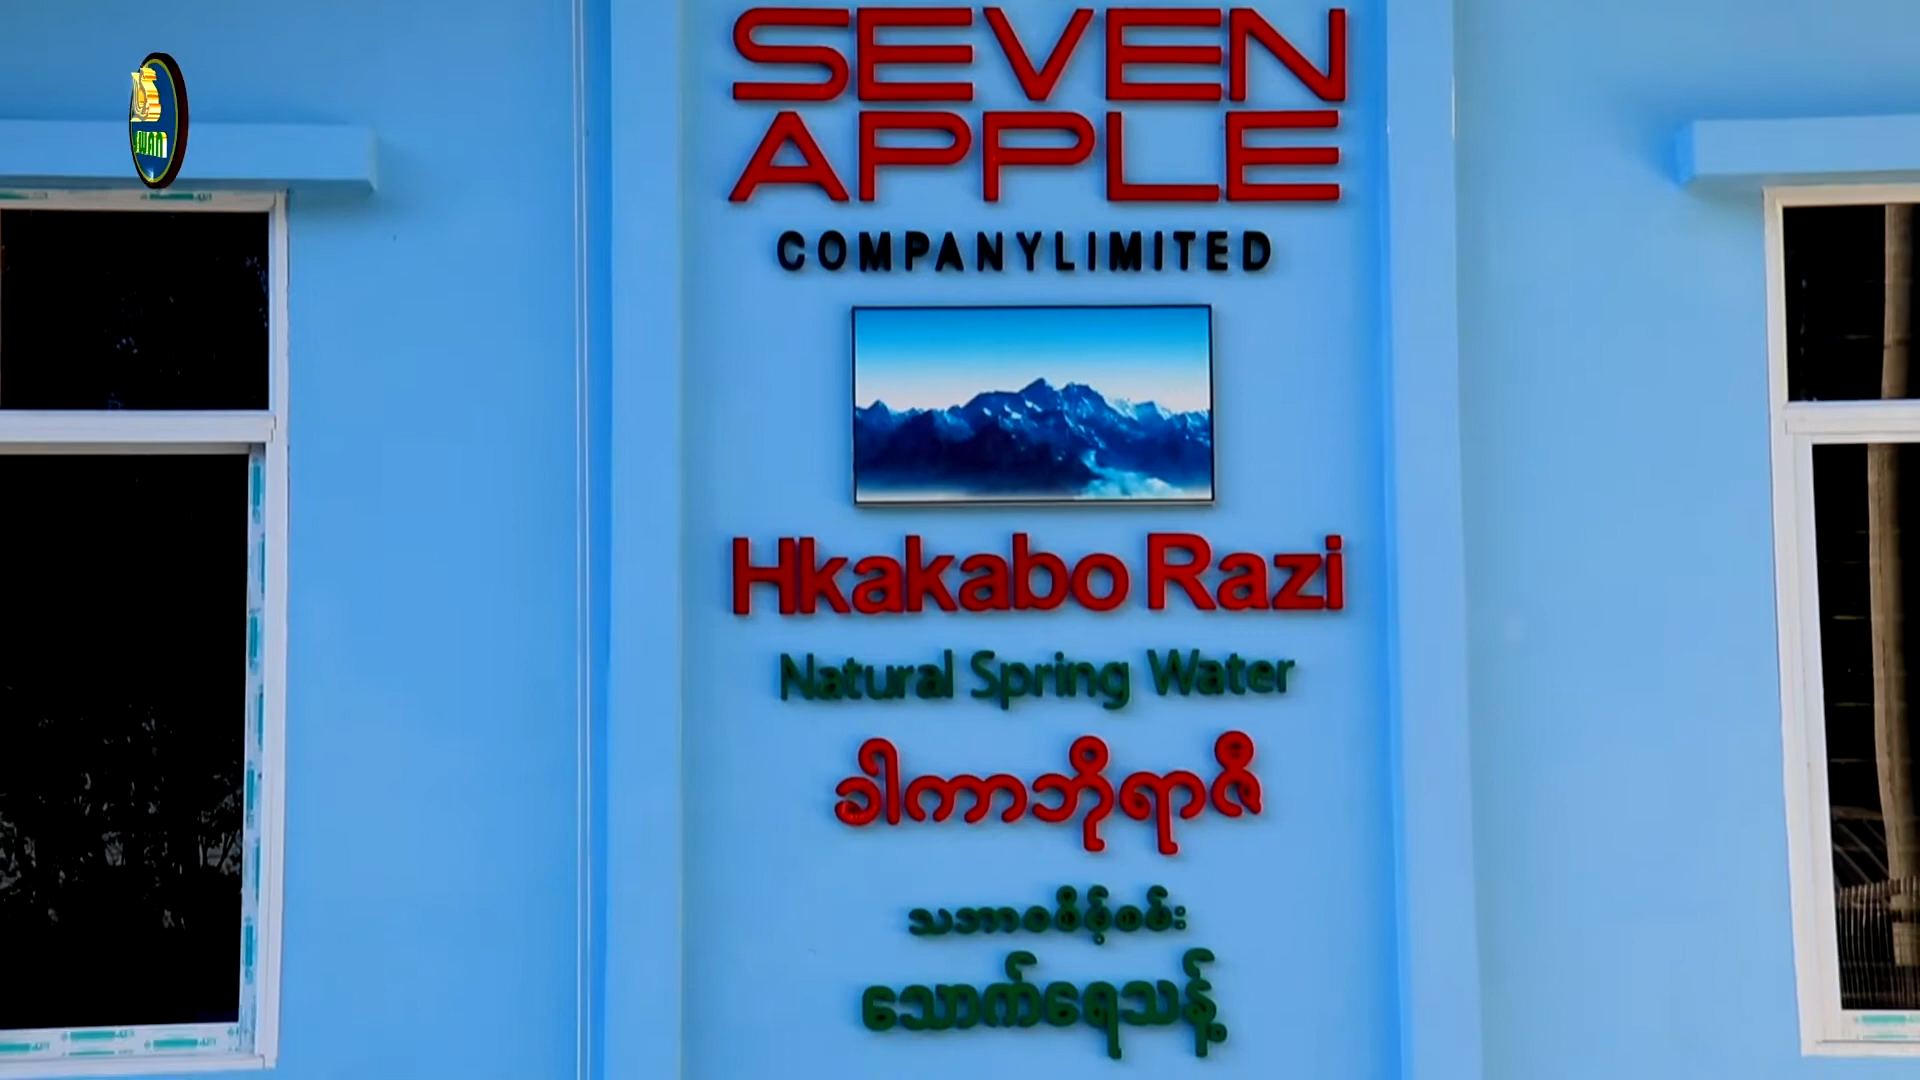 SEVEN
APPLE
COMPANYLIMITED
Hkakabo Razi
Natural Spring Water
ခါကာဘိုရာဇီ
သဘာဝစိမ့်စမ်း
သောက်ရေသန့်